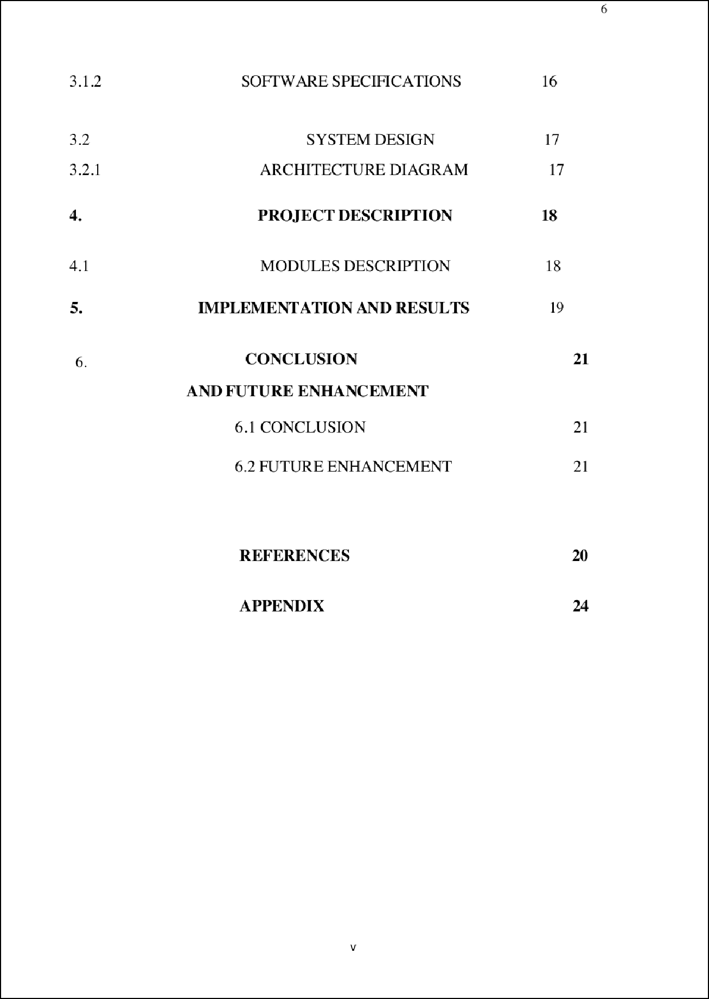 6
3.1.2 SOFTWARE SPECIFICATIONS 16
3.2 SYSTEM DESIGN 17
3.2.1 ARCHITECTURE DIAGRAM 17
4. PROJECT DESCRIPTION 18
4.1 MODULES DESCRIPTION 18
5. IMPLEMENTATION AND RESULTS 19
6. CONCLUSION 21
AND FUTURE ENHANCEMENT
6.1 CONCLUSION 21
6.2 FUTURE ENHANCEMENT 21
REFERENCES 20
APPENDIX 24
v